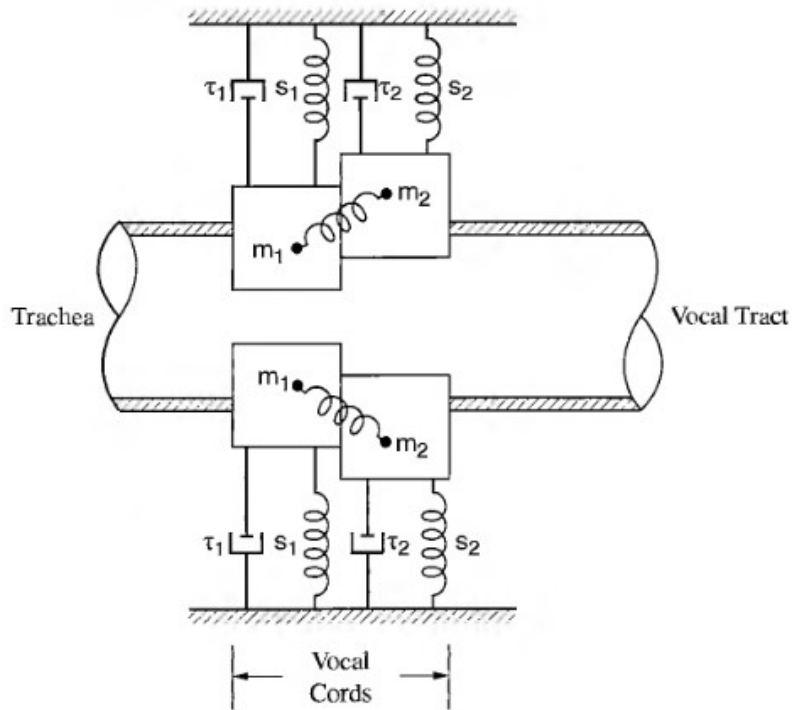 τ1 s1 τ2 s2
m2
m1
Trachea
Vocal Tract
m1
m2
τ1 s1 τ2 s2
Vocal
Cords